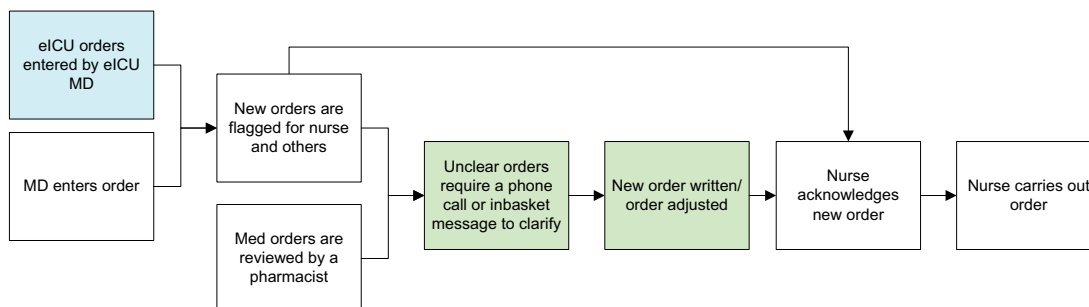 eICU orders
entered by eICU
MD
MD enters order
New orders are
flagged for nurse
and others
Med orders are
reviewed by a
pharmacist
Unclear orders
require a phone
call or inbasket
message to clarify
New order written/
order adjusted
Nurse
acknowledges
new order
Nurse carries out
order